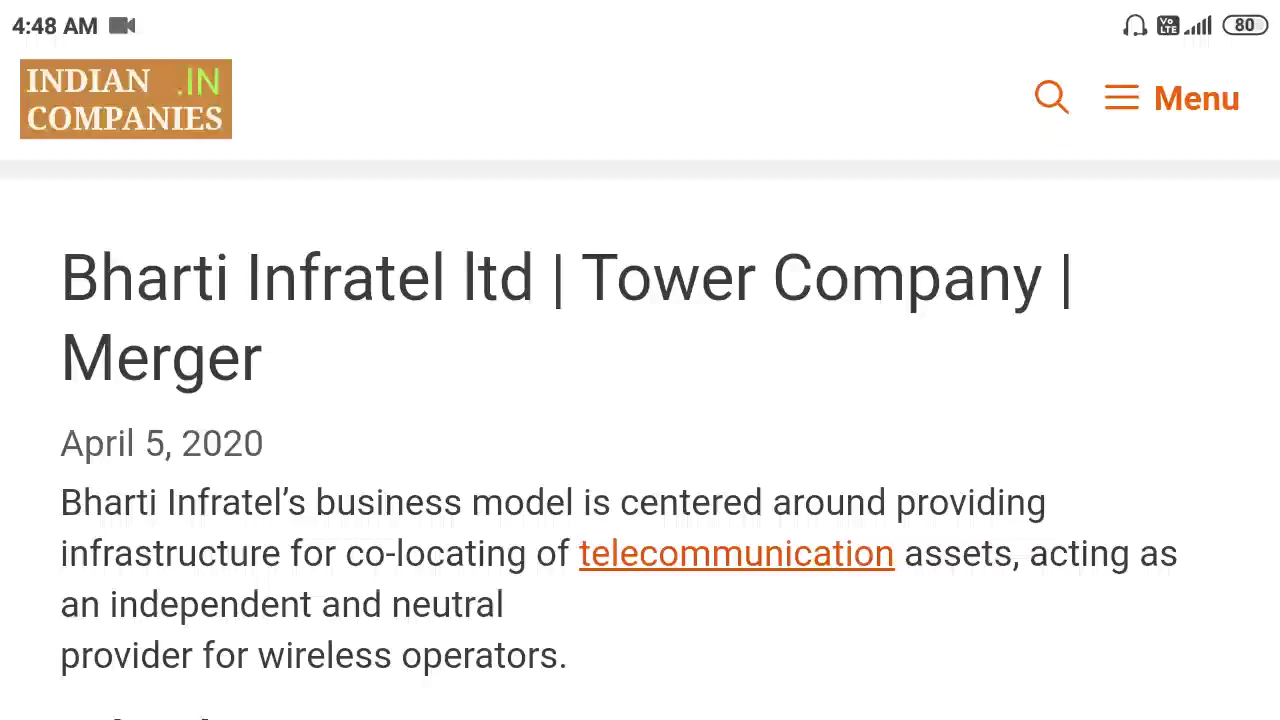 4:48 AM
Vo LTE
80
INDIAN .IN
COMPANIES
Menu
Bharti Infratel ltd | Tower Company |
Merger
April 5, 2020
Bharti Infratel’s business model is centered around providing
infrastructure for co-locating of telecommunication assets, acting as
an independent and neutral
provider for wireless operators.